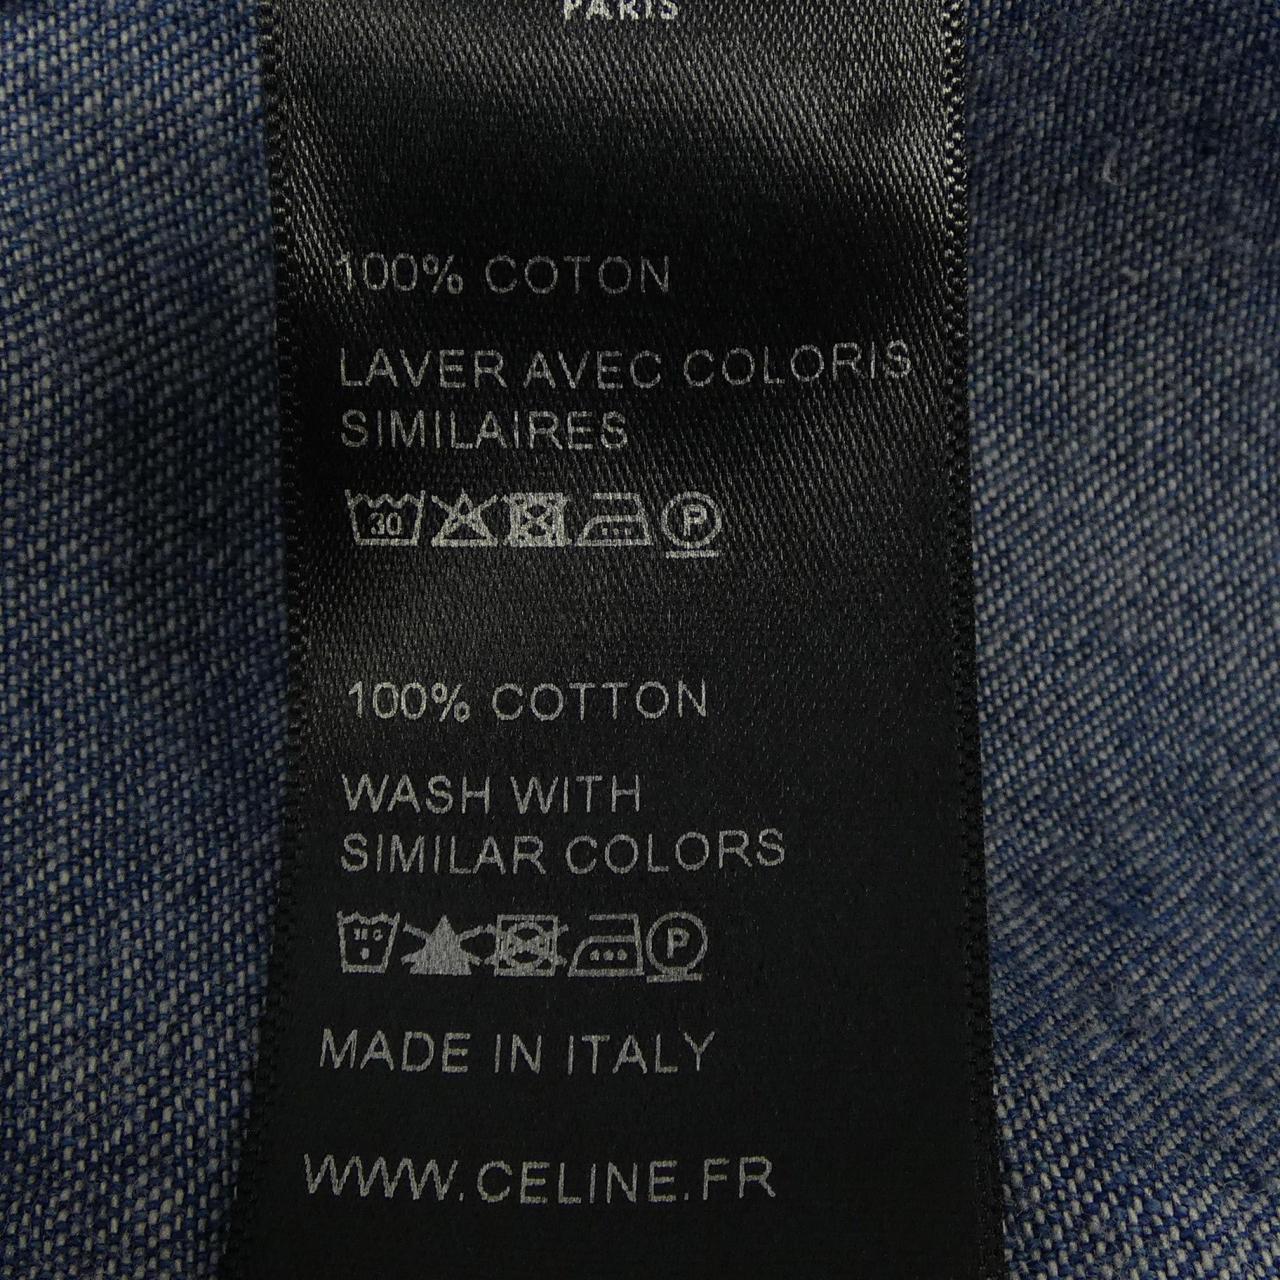 PARIS
100% COTON
LAVER AVEC COLORIS
SIMILAIRES
30 P
100% COTTON
WASH WITH
SIMILAR COLORS
P
MADE IN ITALY
WWW.CELINE.FR